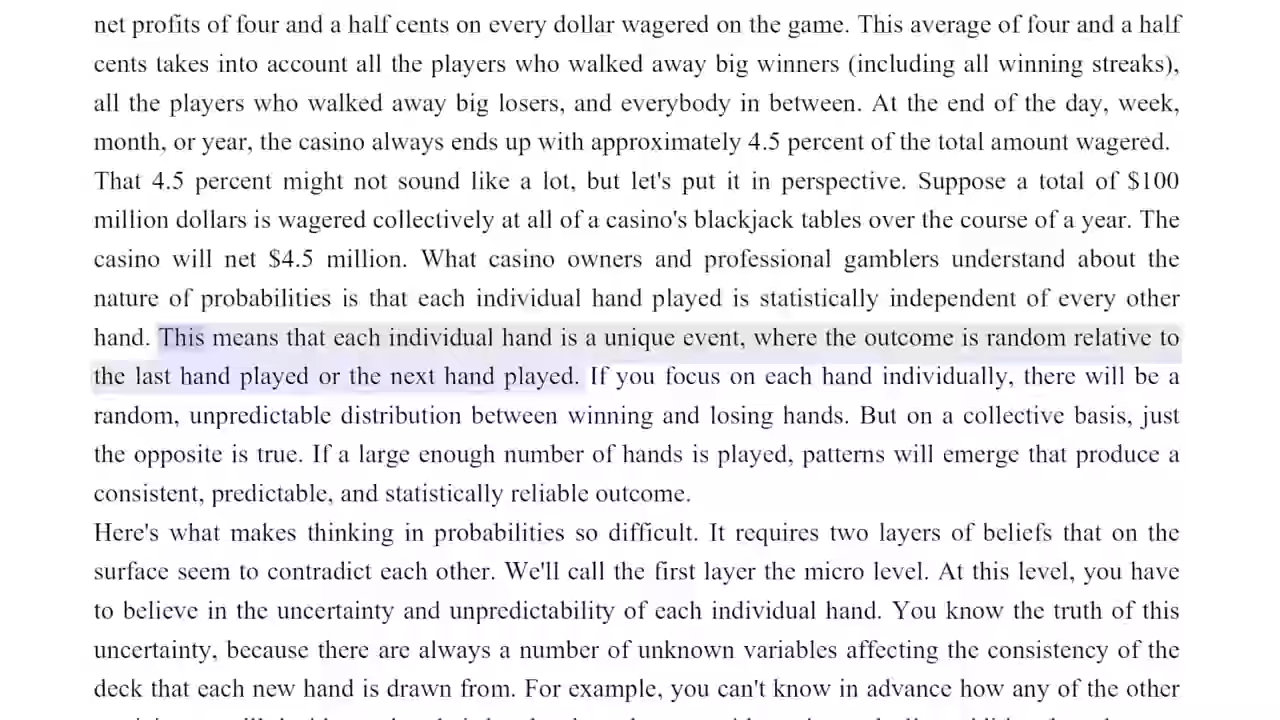 net profits of four and a half cents on every dollar wagered on the game. This average of four and a half
cents takes into account all the players who walked away big winners (including all winning streaks),
all the players who walked away big losers, and everybody in between. At the end of the day, week,
month, or year, the casino always ends up with approximately 4.5 percent of the total amount wagered.
That 4.5 percent might not sound like a lot, but let's put it in perspective. Suppose a total of $100
million dollars is wagered collectively at all of a casino's blackjack tables over the course of a year. The
casino will net $4.5 million. What casino owners and professional gamblers understand about the
nature of probabilities is that each individual hand played is statistically independent of every other
hand. This means that each individual hand is a unique event, where the outcome is random relative to
the last hand played or the next hand played. If you focus on each hand individually, there will be a
random, unpredictable distribution between winning and losing hands. But on a collective basis, just
the opposite is true. If a large enough number of hands is played, patterns will emerge that produce a
consistent, predictable, and statistically reliable outcome.
Here's what makes thinking in probabilities so difficult. It requires two layers of beliefs that on the
surface seem to contradict each other. We'll call the first layer the micro level. At this level, you have
to believe in the uncertainty and unpredictability of each individual hand. You know the truth of this
uncertainty, because there are always a number of unknown variables affecting the consistency of the
deck that each new hand is drawn from. For example, you can't know in advance how any of the other